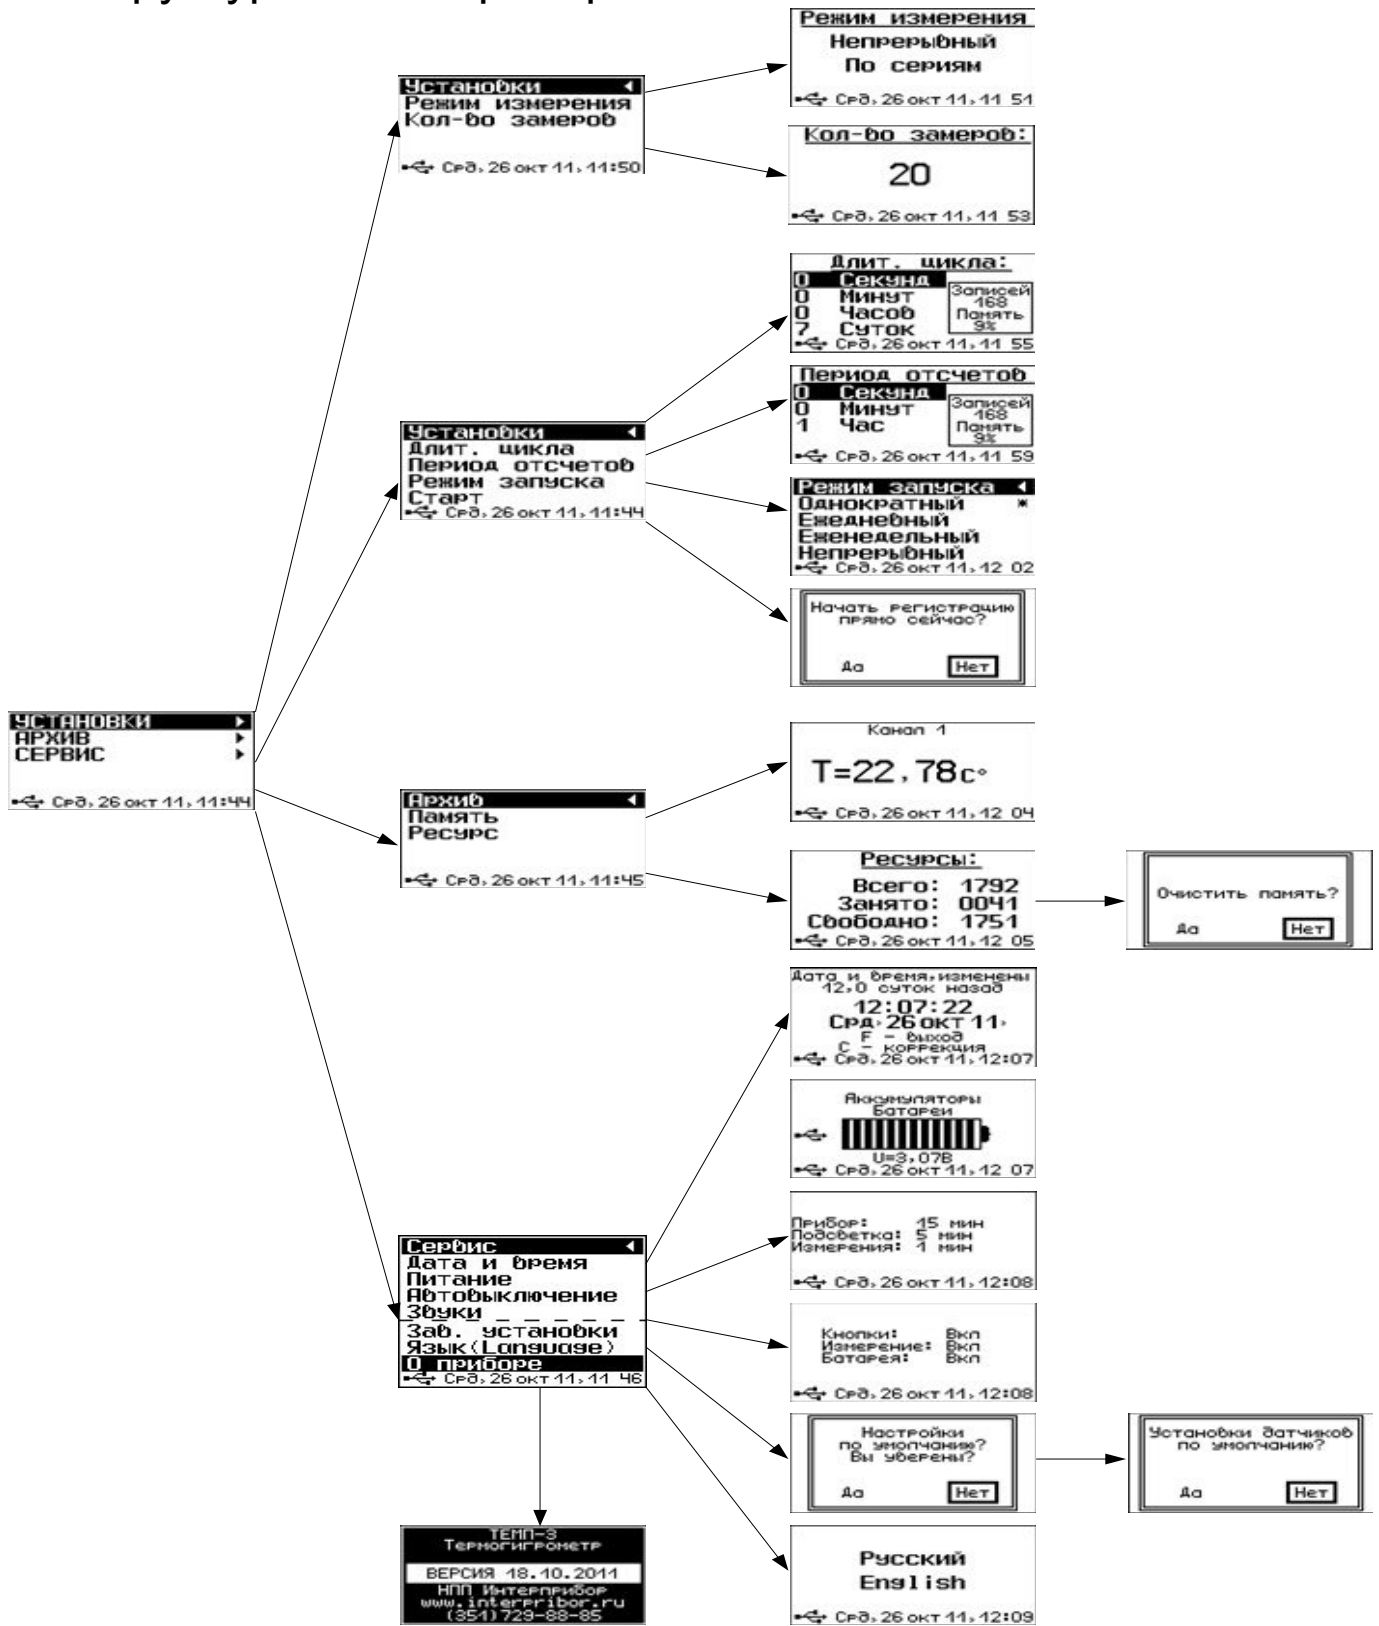 Режим измерения
Непрерывный
По сериям
Срд, 26 окт 11, 11 51
Установки
Режим измерения
Кол-во замеров
Срд, 26 окт 11, 11:50
Кол-во замеров:
20
Срд, 26 окт 11, 11 53
Длит. цикла:
0 Секунд
0 Минут
0 Часов
7 Суток
Записей
168
Память
9%
Срд, 26 окт 11, 11 55
Период отсчетов
0 Секунд
0 Минут
1 Час
Записей
168
Память
9%
Срд, 26 окт 11, 11 59
Установки
Длит. цикла
Период отсчетов
Режим запуска
Старт
Срд, 26 окт 11, 11:44
Режим запуска
Однократный *
Ежедневный
Еженедельный
Непрерывный
Срд, 26 окт 11, 12 02
Начать регистрацию
прямо сейчас?
Да Нет
УСТАНОВКИ
АРХИВ
СЕРВИС
Срд, 26 окт 11, 11:44
Канал 1
T=22,78с°
Срд, 26 окт 11, 12 04
Архив
Память
Ресурс
Срд, 26 окт 11, 11:45
Ресурсы:
Всего: 1792
Занято: 0041
Свободно: 1751
Срд, 26 окт 11, 12 05
Очистить память?
Да Нет
Дата и время,изменены
12,0 суток назад
12:07:22
Срд, 26 окт 11,
F - выход
С - коррекция
Срд, 26 окт 11, 12:07
Аккумуляторы
Батареи
U=3,07В
Срд, 26 окт 11, 12 07
Прибор: 15 мин
Подсветка: 5 мин
Измерения: 1 мин
Срд, 26 окт 11, 12:08
Сервис
Дата и время
Питание
Автовыключение
Звуки
Зав. установки
Язык(Language)
О приборе
Срд, 26 окт 11, 11 46
Кнопки: Вкл
Измерение: Вкл
Батарея: Вкл
Срд, 26 окт 11, 12:08
Настройки
по умолчанию?
Вы уверены?
Да Нет
Установки датчиков
по умолчанию?
Да Нет
ТЕМП-3
Термогигрометр
ВЕРСИЯ 18.10.2011
НПП Интерприбор
www.interpribor.ru
(351)729-88-85
Русский
English
Срд, 26 окт 11, 12:09